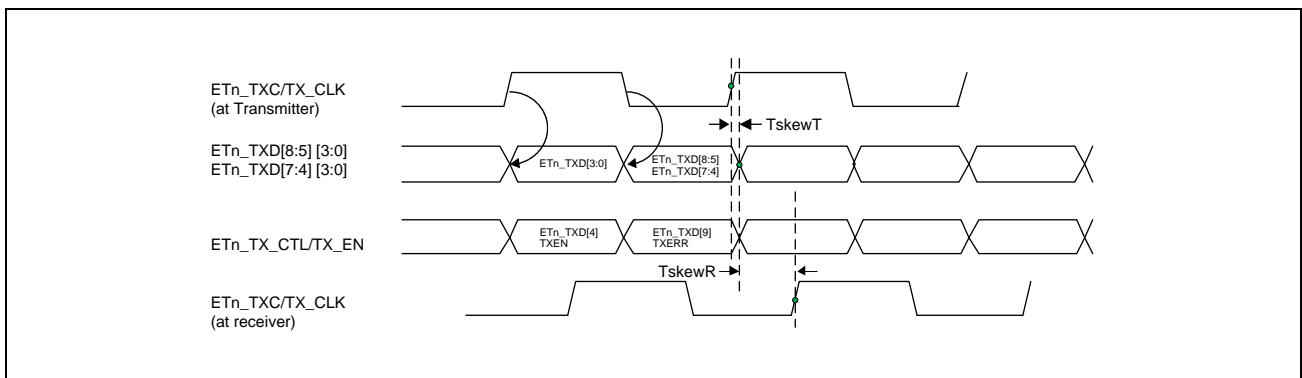 ETn_TXC/TX_CLK
(at Transmitter)
TskewT
ETn_TXD[8:5] [3:0]
ETn_TXD[7:4] [3:0]
ETn_TXD[3:0]
ETn_TXD[8:5]
ETn_TXD[7:4]
ETn_TX_CTL/TX_EN
ETn_TXD[4]
TXEN
ETn_TXD[9]
TXERR
TskewR
ETn_TXC/TX_CLK
(at receiver)